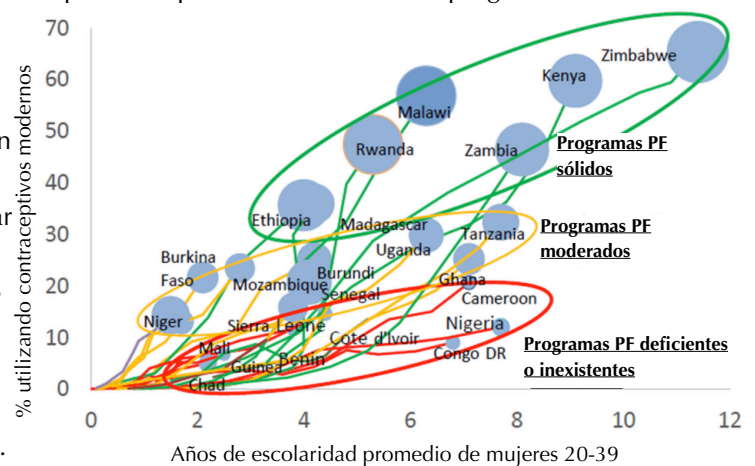 70
60
50
40
30
20
10
0
% utilizando contraceptivos modernos
n
ar
.
Zimbabwe
Kenya
Malawi
Rwanda
Zambia
Programas PF
sólidos
Ethiopia
Madagascar
Uganda
Tanzania
Programas PF
moderados
Burkina
Faso
Mozambique
Burundi
Senegal
Ghana
Cameroon
Niger
Sierra Leone
Nigeria
Cote d'Ivoir
Congo DR
Programas PF deficientes
o inexistentes
Mali
Guinea
Benin
Chad
0 2 4 6 8 10 12
Años de escolaridad promedio de mujeres 20-39